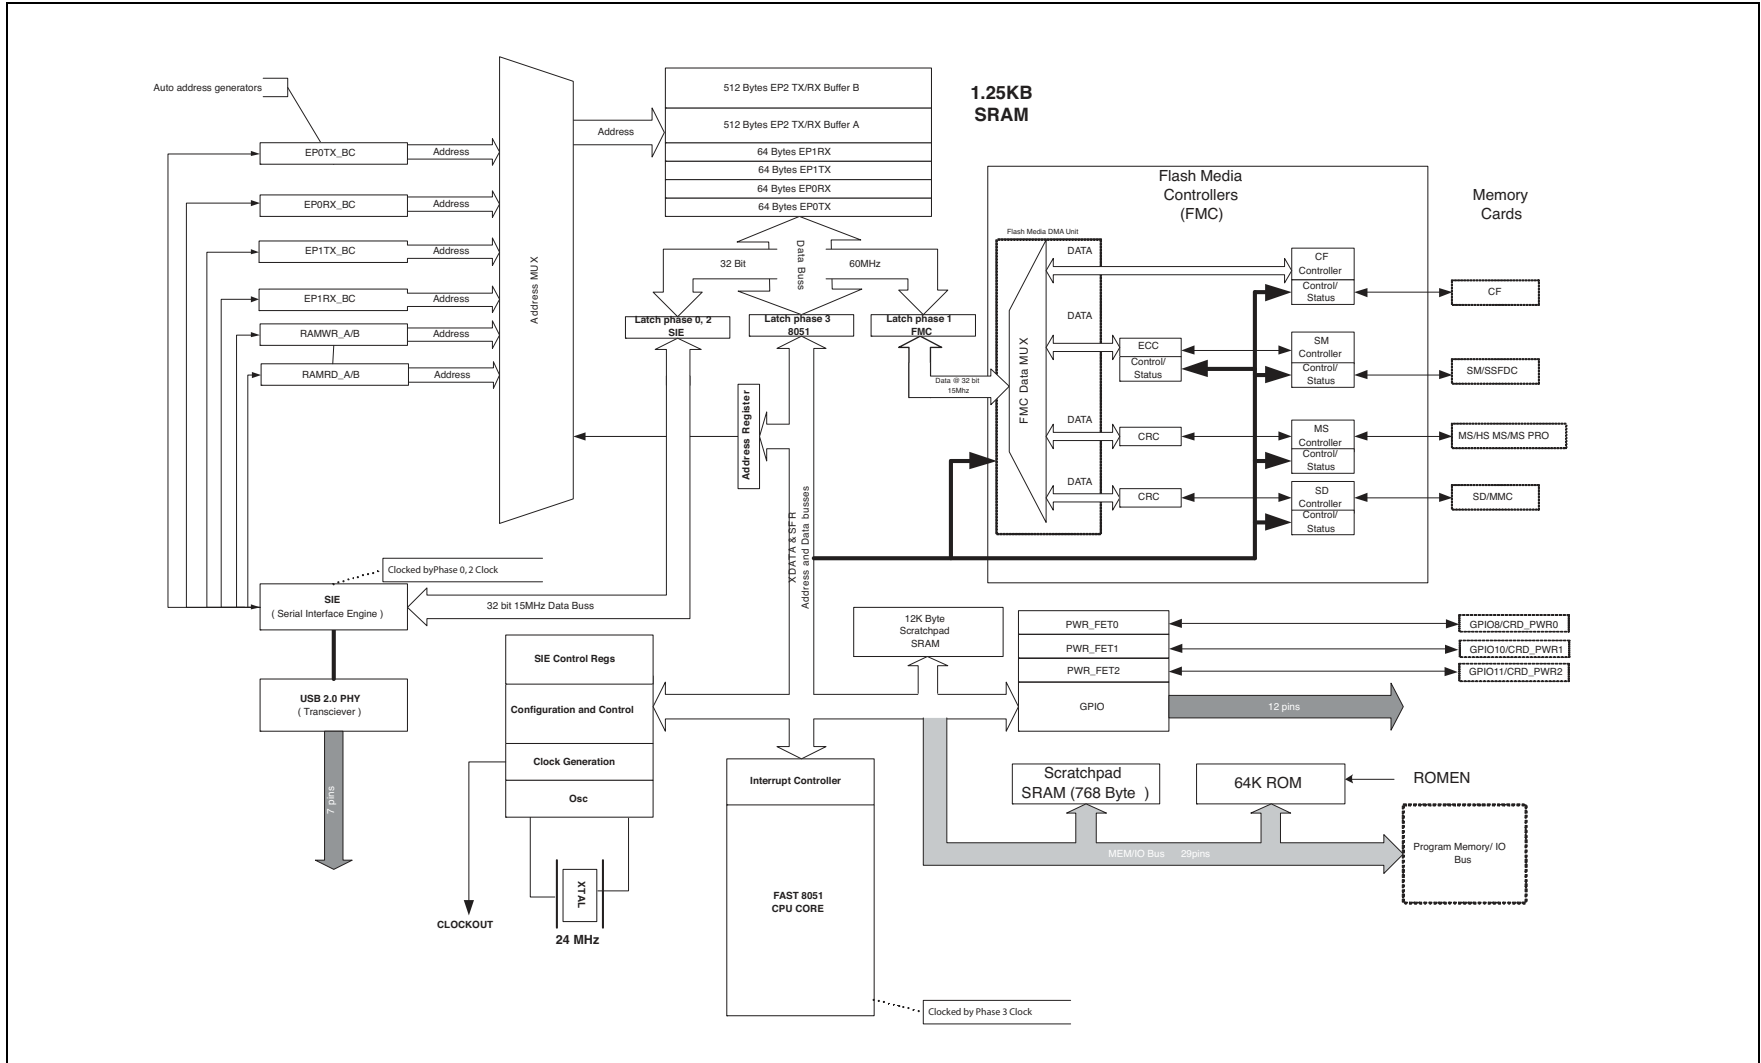 Auto address generators
EP0TX_BC
Address
EP0RX_BC
Address
EP1TX_BC
Address
EP1RX_BC
Address
RAMWR_A/B
Address
RAMRD_A/B
Address
Address MUX
Address
512 Bytes EP2 TX/RX Buffer B
512 Bytes EP2 TX/RX Buffer A
64 Bytes EP1RX
64 Bytes EP1TX
64 Bytes EP0RX
64 Bytes EP0TX
1.25KB
SRAM
32 Bit
Data Buss
60MHz
Latch phase 0, 2
SIE
Latch phase 3
8051
Latch phase 1
FMC
Data @ 32 bit
15Mhz
Address Register
XDATA & SFR
Address and Data busses
Flash Media
Controllers
(FMC)
Flash Media DMA Unit
FMC Data MUX
DATA
DATA
DATA
DATA
ECC
Control/
Status
CRC
CRC
CF
Controller
Control/
Status
SM
Controller
Control/
Status
MS
Controller
Control/
Status
SD
Controller
Control/
Status
Memory
Cards
CF
SM/SSFDC
MS/HS MS/MS PRO
SD/MMC
Clocked byPhase 0, 2 Clock
SIE
( Serial Interface Engine )
32 bit 15MHz Data Buss
USB 2.0 PHY
( Transciever )
7 pins
SIE Control Regs
Configuration and Control
Clock Generation
Osc
CLOCKOUT
XTAL
24 MHz
12K Byte
Scratchpad
SRAM
PWR_FET0
PWR_FET1
PWR_FET2
GPIO
GPIO8/CRD_PWR0
GPIO10/CRD_PWR1
GPIO11/CRD_PWR2
12 pins
Interrupt Controller
FAST 8051
CPU CORE
Clocked by Phase 3 Clock
Scratchpad
SRAM (768 Byte )
64K ROM
ROMEN
MEM/IO Bus 29pins
Program Memory/ IO
Bus